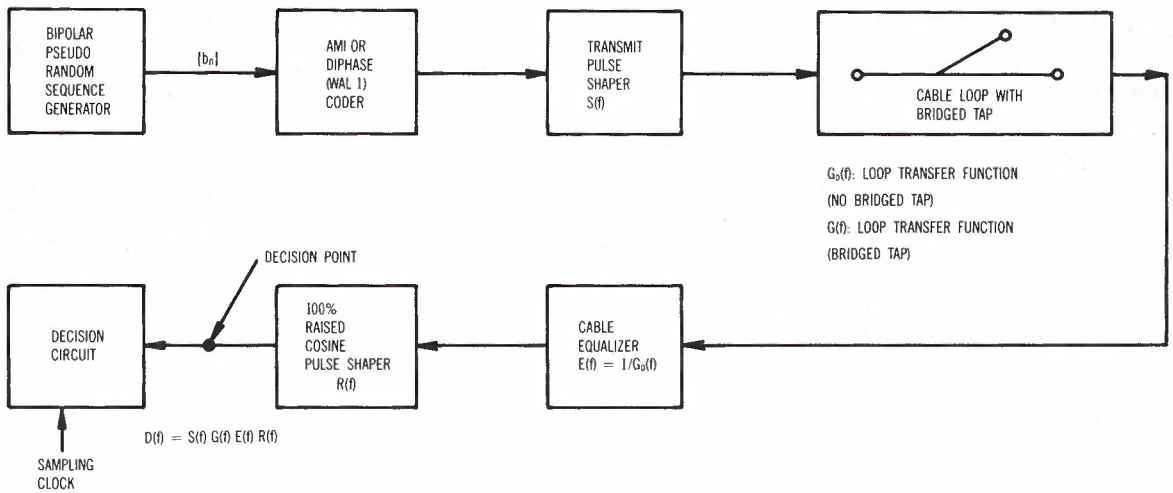 BIPOLAR
PSEUDO
RANDOM
SEQUENCE
GENERATOR
{bn}
AMI OR
DIPHASE
(WAL 1)
CODER
TRANSMIT
PULSE
SHAPER
S(f)
CABLE LOOP WITH
BRIDGED TAP
G₀(f): LOOP TRANSFER FUNCTION
(NO BRIDGED TAP)
G(f): LOOP TRANSFER FUNCTION
(BRIDGED TAP)
DECISION POINT
DECISION
CIRCUIT
100%
RAISED
COSINE
PULSE SHAPER
R(f)
CABLE
EQUALIZER
E(f) = 1/G₀(f)
D(f) = S(f) G(f) E(f) R(f)
SAMPLING
CLOCK